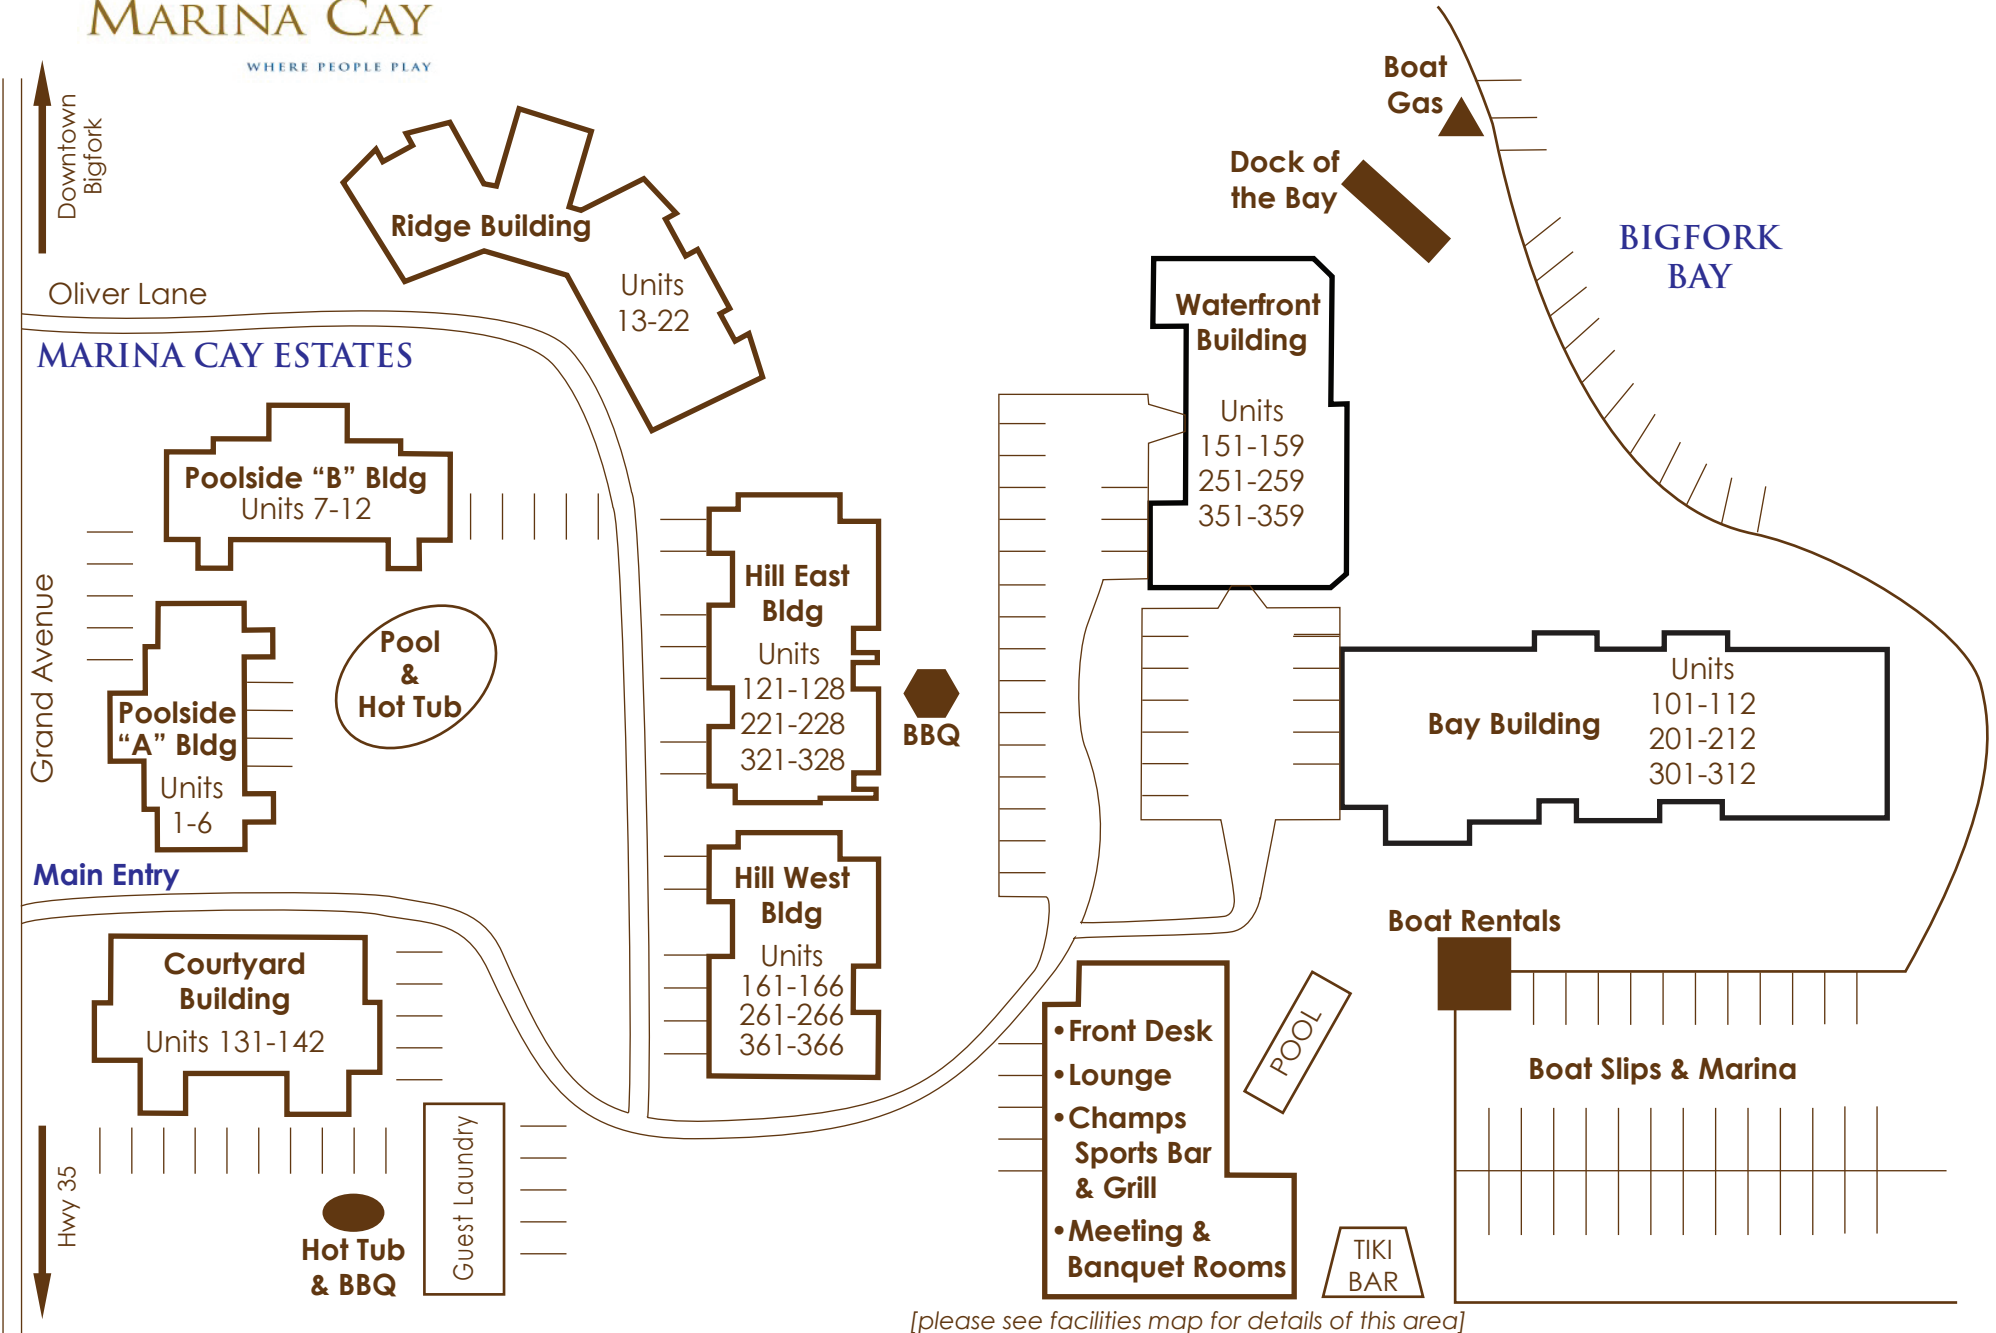 MARINA CAY
WHERE PEOPLE PLAY
Downtown
Bigfork
Oliver Lane
MARINA CAY ESTATES
Ridge Building
Units
13-22
Boat
Gas
Dock of
the Bay
BIGFORK
BAY
Waterfront
Building
Units
151-159
251-259
351-359
Poolside “B” Bldg
Units 7-12
Grand Avenue
Pool
&
Hot Tub
Poolside
“A” Bldg
Units
1-6
Hill East
Bldg
Units
121-128
221-228
321-328
BBQ
Bay Building
Units
101-112
201-212
301-312
Main Entry
Hill West
Bldg
Units
161-166
261-266
361-366
Courtyard
Building
Units 131-142
Boat Rentals
•Front Desk
•Lounge
•Champs
Sports Bar
& Grill
•Meeting &
Banquet Rooms
POOL
Boat Slips & Marina
Hwy 35
Hot Tub
& BBQ
Guest Laundry
TIKI
BAR
[please see facilities map for details of this area]